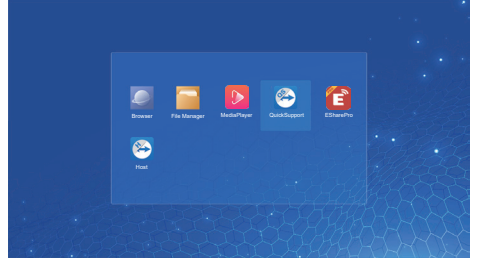 Browser
File Manager
MediaPlayer
QuickSupport
ESharePro
Host